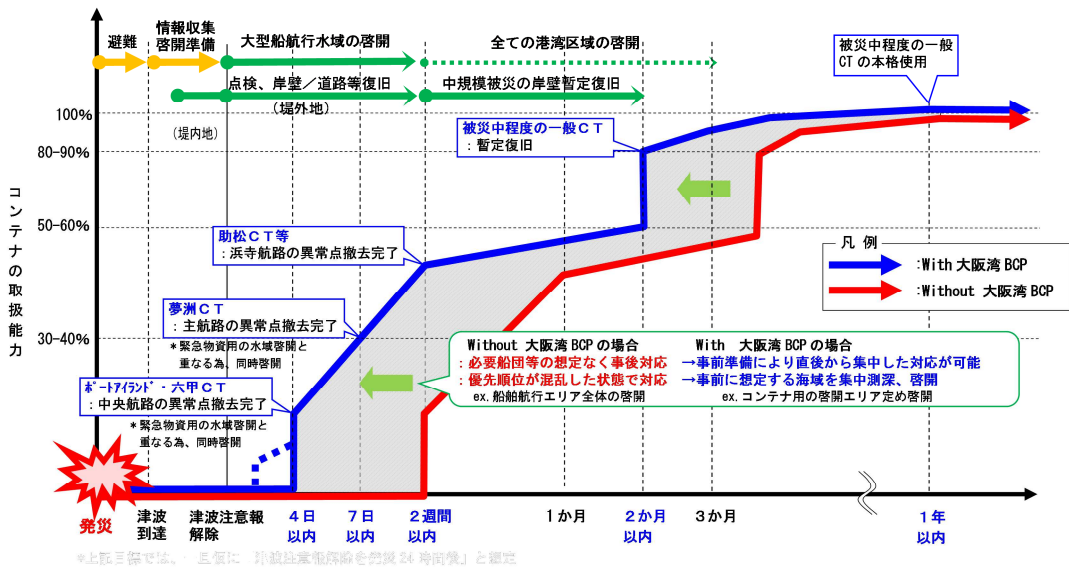 避難
情報収集
啓開準備
大型船航行水域の啓開
全ての港湾区域の啓開
点検、岸壁／道路等復旧
（堤外地）
中規模被災の岸壁暫定復旧
（堤内地）
被災中程度の一般
CTの本格使用
被災中程度の一般ＣＴ
：暫定復旧
コンテナの取扱能力
100%
80-90%
50-60%
30-40%
助松ＣＴ等
：浜寺航路の異常点撤去完了
夢洲ＣＴ
：主航路の異常点撤去完了
＊緊急物資用の水域啓開と
重なる為、同時啓開
ﾎﾟｰﾄｱｲﾗﾝﾄﾞ・六甲ＣＴ
：中央航路の異常点撤去完了
＊緊急物資用の水域啓開と
重なる為、同時啓開
凡 例
:With 大阪湾 BCP
:Without 大阪湾 BCP
Without 大阪湾 BCP の場合
：必要船団等の想定なく事後対応
：優先順位が混乱した状態で対応
ex. 船舶航行エリア全体の啓開
With 大阪湾 BCP の場合
→事前準備により直後から集中した対応が可能
→事前に想定する海域を集中測深、啓開
ex. コンテナ用の啓開エリア定め啓開
発災
津波
到達
津波注意報
解除
４日
以内
７日
以内
２週間
以内
１か月
２か月
以内
３か月
１年
以内